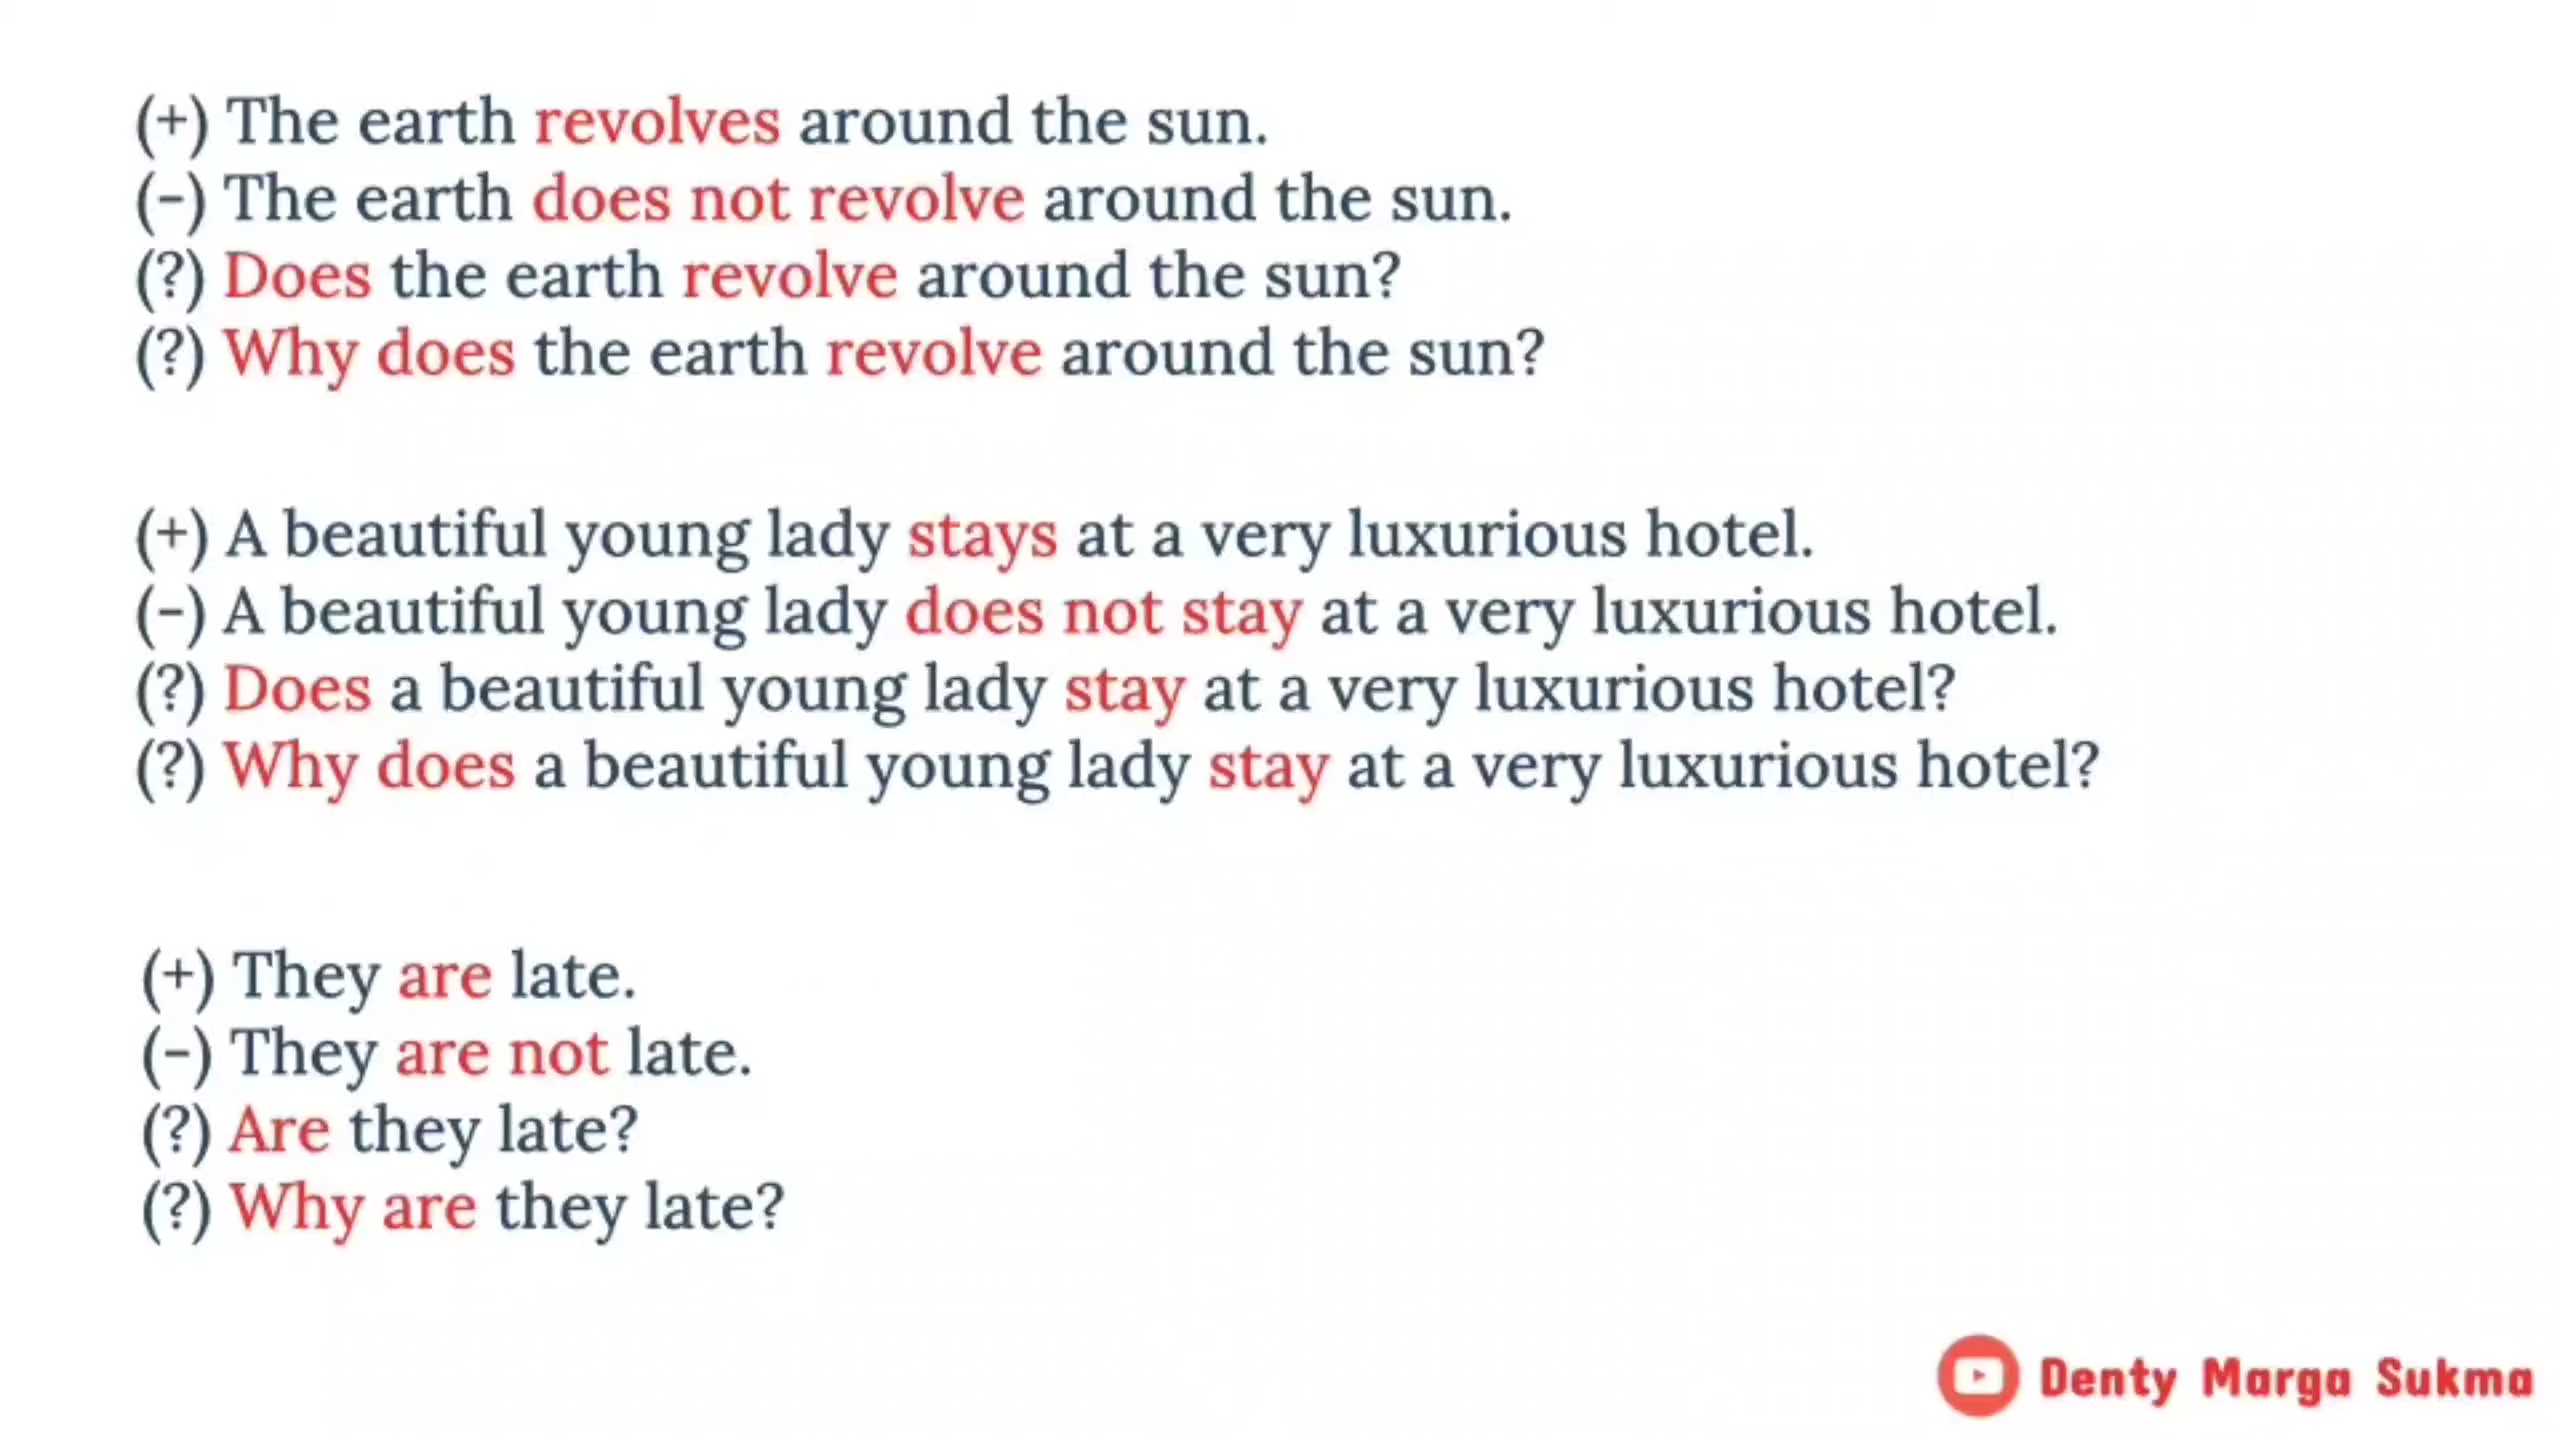 (+) The earth revolves around the sun.
(-) The earth does not revolve around the sun.
(?) Does the earth revolve around the sun?
(?) Why does the earth revolve around the sun?
(+) A beautiful young lady stays at a very luxurious hotel.
(-) A beautiful young lady does not stay at a very luxurious hotel.
(?) Does a beautiful young lady stay at a very luxurious hotel?
(?) Why does a beautiful young lady stay at a very luxurious hotel?
(+) They are late.
(-) They are not late.
(?) Are they late?
(?) Why are they late?
Denty Marga Sukma